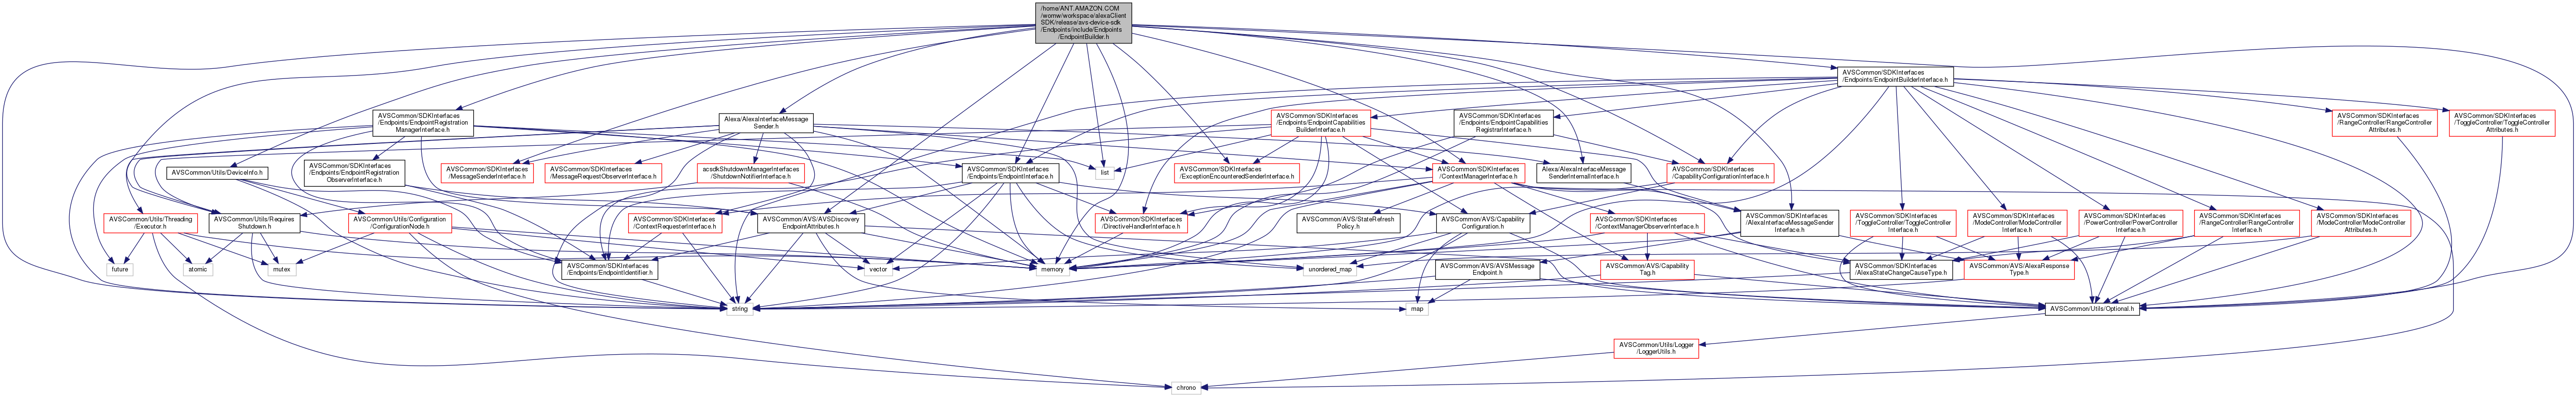 /home/ANT.AMAZON.COM
/womw/workspace/alexaClient
SDK/release/avs-device-sdk
/Endpoints/include/Endpoints
/EndpointBuilder.h
AVSCommon/SDKInterfaces
/Endpoints/EndpointBuilderInterface.h
AVSCommon/SDKInterfaces
/Endpoints/EndpointRegistration
ManagerInterface.h
Alexa/AlexaInterfaceMessage
Sender.h
AVSCommon/SDKInterfaces
/Endpoints/EndpointCapabilities
BuilderInterface.h
AVSCommon/SDKInterfaces
/Endpoints/EndpointCapabilities
RegistrarInterface.h
AVSCommon/SDKInterfaces
/RangeController/RangeController
Attributes.h
AVSCommon/SDKInterfaces
/ToggleController/ToggleController
Attributes.h
AVSCommon/Utils/DeviceInfo.h
AVSCommon/SDKInterfaces
/Endpoints/EndpointRegistration
ObserverInterface.h
AVSCommon/SDKInterfaces
/MessageSenderInterface.h
AVSCommon/SDKInterfaces
/MessageRequestObserverInterface.h
acsdkShutdownManagerInterfaces
/ShutdownNotifierInterface.h
AVSCommon/SDKInterfaces
/Endpoints/EndpointInterface.h
list
AVSCommon/SDKInterfaces
/ExceptionEncounteredSenderInterface.h
AVSCommon/SDKInterfaces
/ContextManagerInterface.h
Alexa/AlexaInterfaceMessage
SenderInternalInterface.h
AVSCommon/SDKInterfaces
/CapabilityConfigurationInterface.h
AVSCommon/Utils/Threading
/Executor.h
AVSCommon/Utils/Requires
Shutdown.h
AVSCommon/Utils/Configuration
/ConfigurationNode.h
AVSCommon/SDKInterfaces
/ContextRequesterInterface.h
AVSCommon/AVS/AVSDiscovery
EndpointAttributes.h
AVSCommon/SDKInterfaces
/DirectiveHandlerInterface.h
AVSCommon/AVS/StateRefresh
Policy.h
AVSCommon/AVS/Capability
Configuration.h
AVSCommon/SDKInterfaces
/ContextManagerObserverInterface.h
AVSCommon/SDKInterfaces
/AlexaInterfaceMessageSender
Interface.h
AVSCommon/SDKInterfaces
/ToggleController/ToggleController
Interface.h
AVSCommon/SDKInterfaces
/ModeController/ModeController
Interface.h
AVSCommon/SDKInterfaces
/PowerController/PowerController
Interface.h
AVSCommon/SDKInterfaces
/RangeController/RangeController
Interface.h
AVSCommon/SDKInterfaces
/ModeController/ModeController
Attributes.h
future
atomic
mutex
AVSCommon/SDKInterfaces
/Endpoints/EndpointIdentifier.h
vector
memory
unordered_map
AVSCommon/AVS/AVSMessage
Endpoint.h
AVSCommon/AVS/Capability
Tag.h
AVSCommon/SDKInterfaces
/AlexaStateChangeCauseType.h
AVSCommon/AVS/AlexaResponse
Type.h
string
map
AVSCommon/Utils/Optional.h
AVSCommon/Utils/Logger
/LoggerUtils.h
chrono